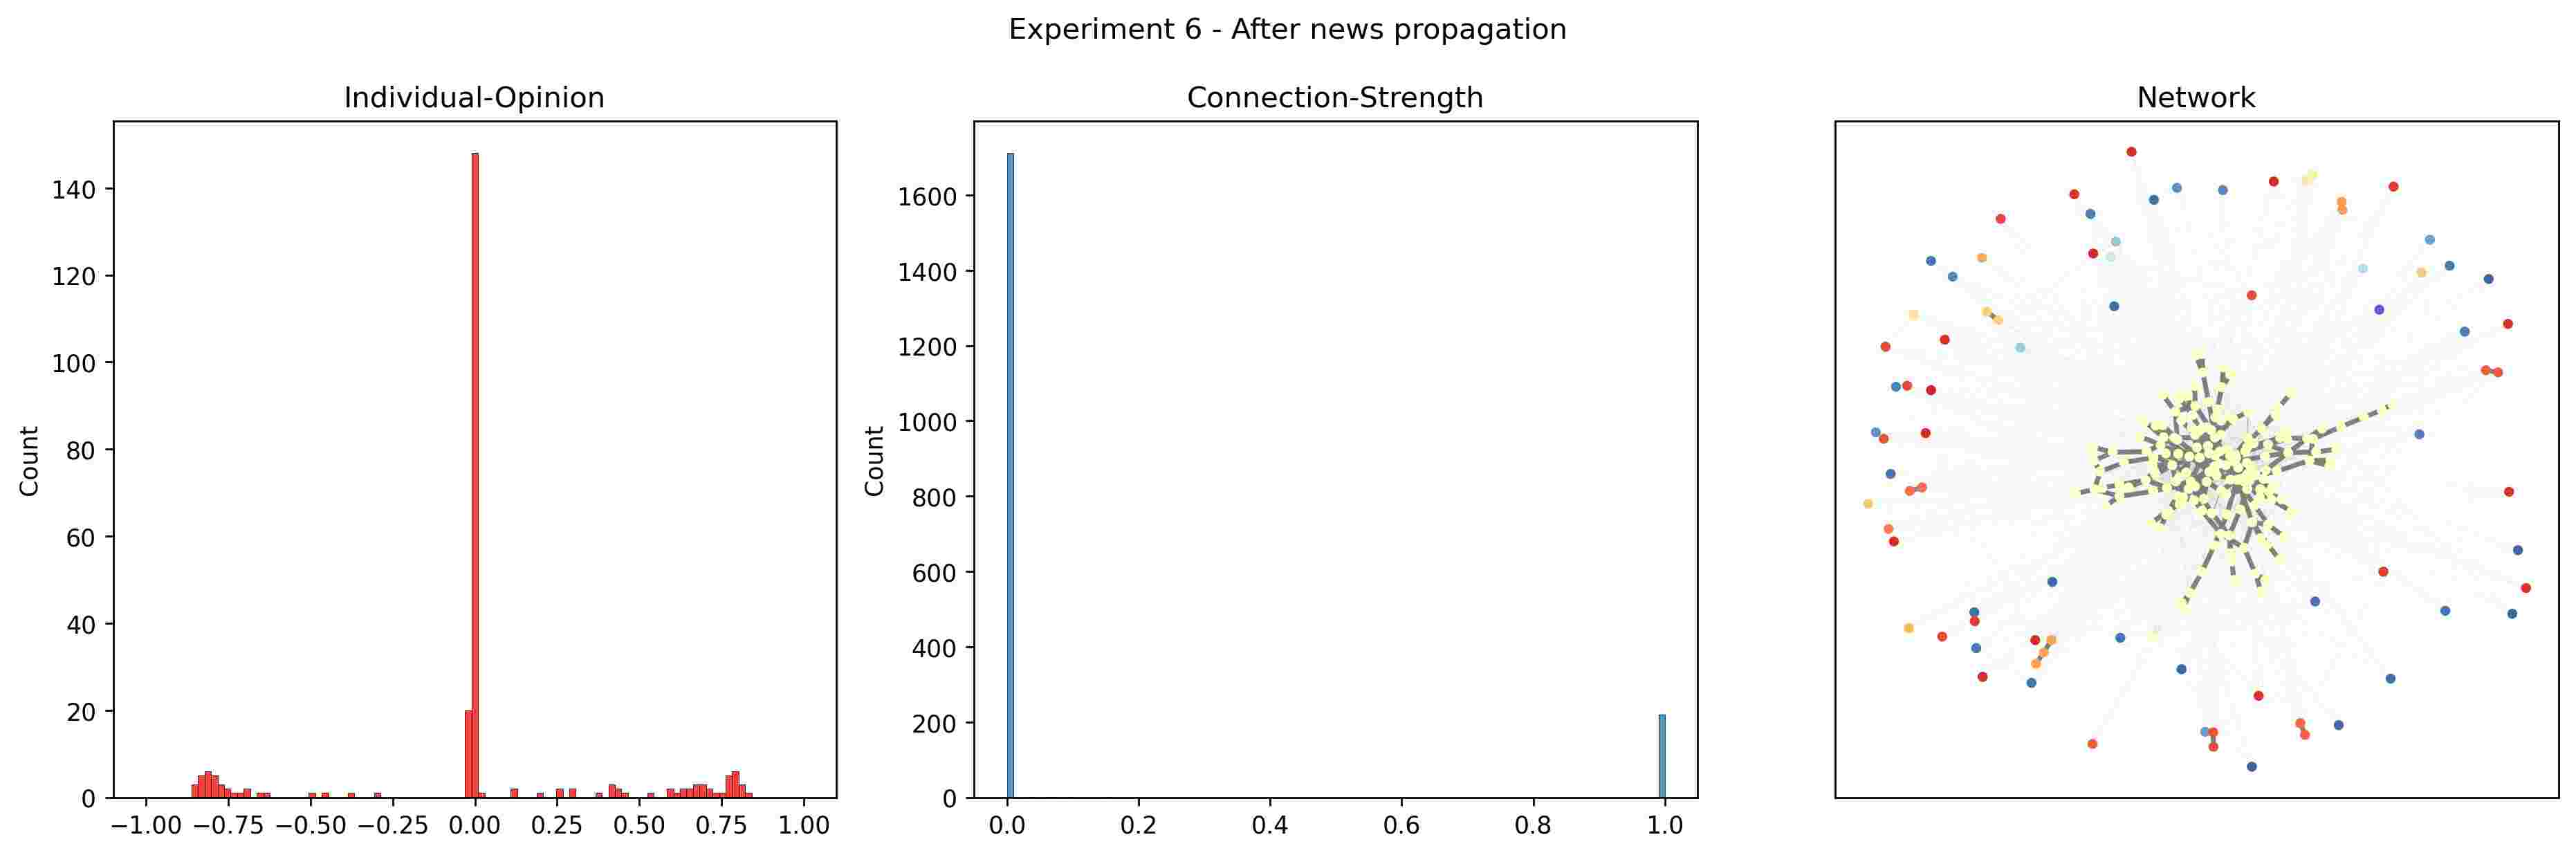 Experiment 6 - After news propagation
Individual-Opinion
Count
140
120
100
80
60
40
20
0
−1.00 −0.75 −0.50 −0.25 0.00 0.25 0.50 0.75 1.00
Connection-Strength
Count
1600
1400
1200
1000
800
600
400
200
0
0.0 0.2 0.4 0.6 0.8 1.0
Network